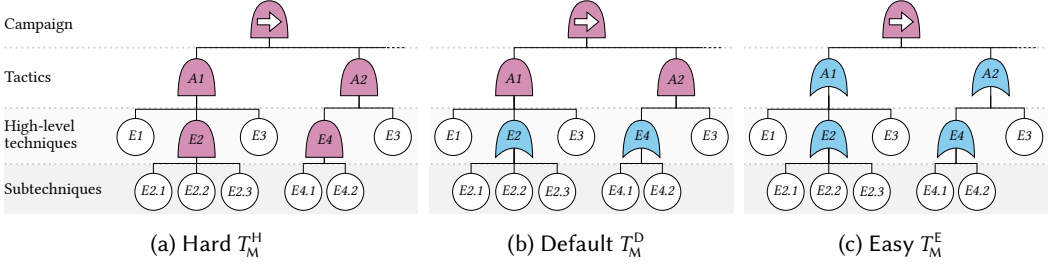 Campaign
Tactics
A1 A2 A1 A2 A1 A2
High-level
techniques
E1 E2 E3 E4 E3 E1 E2 E3 E4 E3 E1 E2 E3 E4 E3
Subtechniques
E2.1 E2.2 E2.3 E4.1 E4.2 E2.1 E2.2 E2.3 E4.1 E4.2 E2.1 E2.2 E2.3 E4.1 E4.2
(a) Hard T_M^H (b) Default T_M^D (c) Easy T_M^E